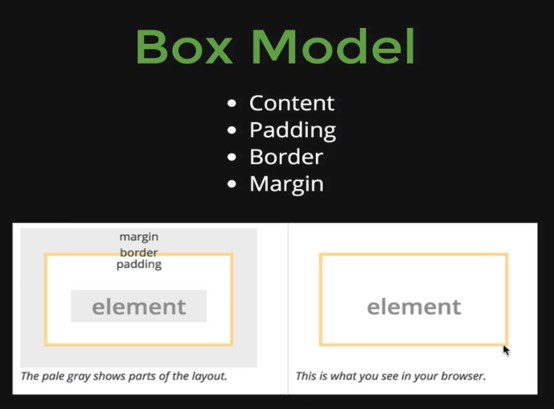 Box Model
Content
Padding
Border
Margin
margin
border
padding
element
The pale gray shows parts of the layout.
element
This is what you see in your browser.